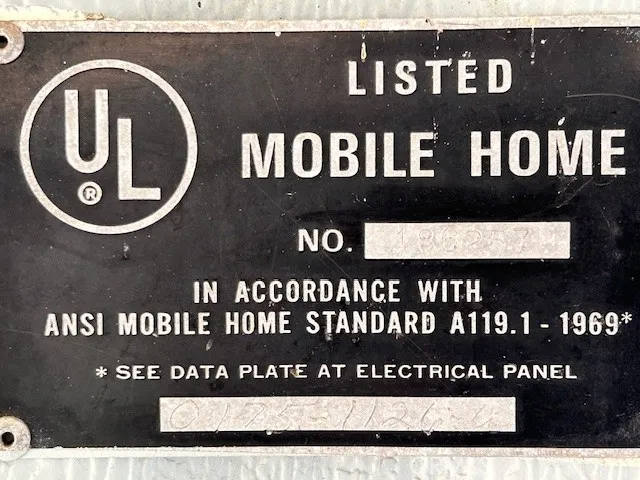 UL
®
LISTED
MOBILE HOME
NO. 186257
IN ACCORDANCE WITH
ANSI MOBILE HOME STANDARD A119.1 - 1969*
* SEE DATA PLATE AT ELECTRICAL PANEL